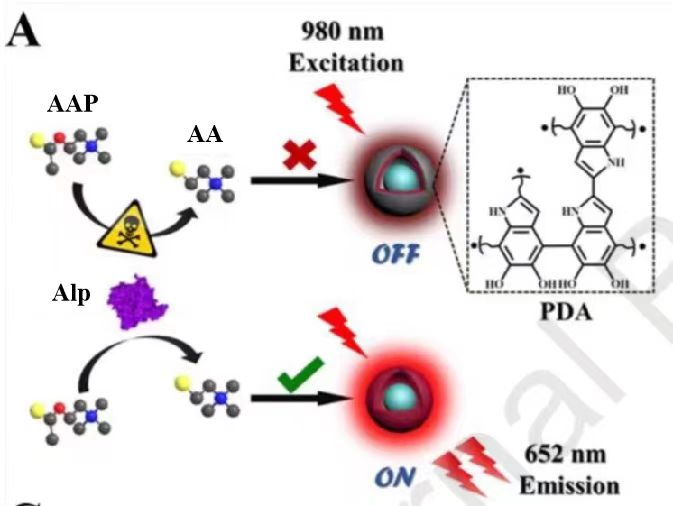 A
980 nm
Excitation
AAP
AA
HO
OH
NH
HN
HN
HO
OH
HO
OH
OFF
PDA
Alp
ON
652 nm
Emission